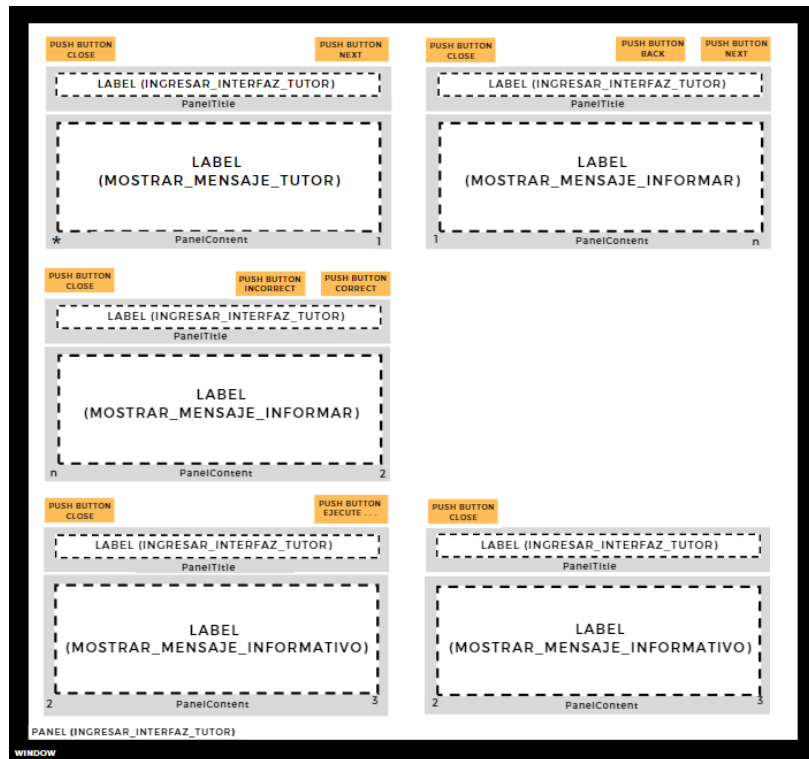 PUSH BUTTON
CLOSE
PUSH BUTTON
NEXT
LABEL (INGRESAR_INTERFAZ_TUTOR)
PanelTitle
LABEL
(MOSTRAR_MENSAJE_TUTOR)
* PanelContent 1
PUSH BUTTON
CLOSE
PUSH BUTTON
BACK
PUSH BUTTON
NEXT
LABEL (INGRESAR_INTERFAZ_TUTOR)
PanelTitle
LABEL
(MOSTRAR_MENSAJE_INFORMAR)
1 PanelContent n
PUSH BUTTON
CLOSE
PUSH BUTTON
INCORRECT
PUSH BUTTON
CORRECT
LABEL (INGRESAR_INTERFAZ_TUTOR)
PanelTitle
LABEL
(MOSTRAR_MENSAJE_INFORMAR)
n PanelContent 2
PUSH BUTTON
CLOSE
PUSH BUTTON
EJECUTE . . .
LABEL (INGRESAR_INTERFAZ_TUTOR)
PanelTitle
LABEL
(MOSTRAR_MENSAJE_INFORMATIVO)
2 PanelContent 3
PUSH BUTTON
CLOSE
LABEL (INGRESAR_INTERFAZ_TUTOR)
PanelTitle
LABEL
(MOSTRAR_MENSAJE_INFORMATIVO)
2 PanelContent 3
PANEL (INGRESAR_INTERFAZ_TUTOR)
WINDOW